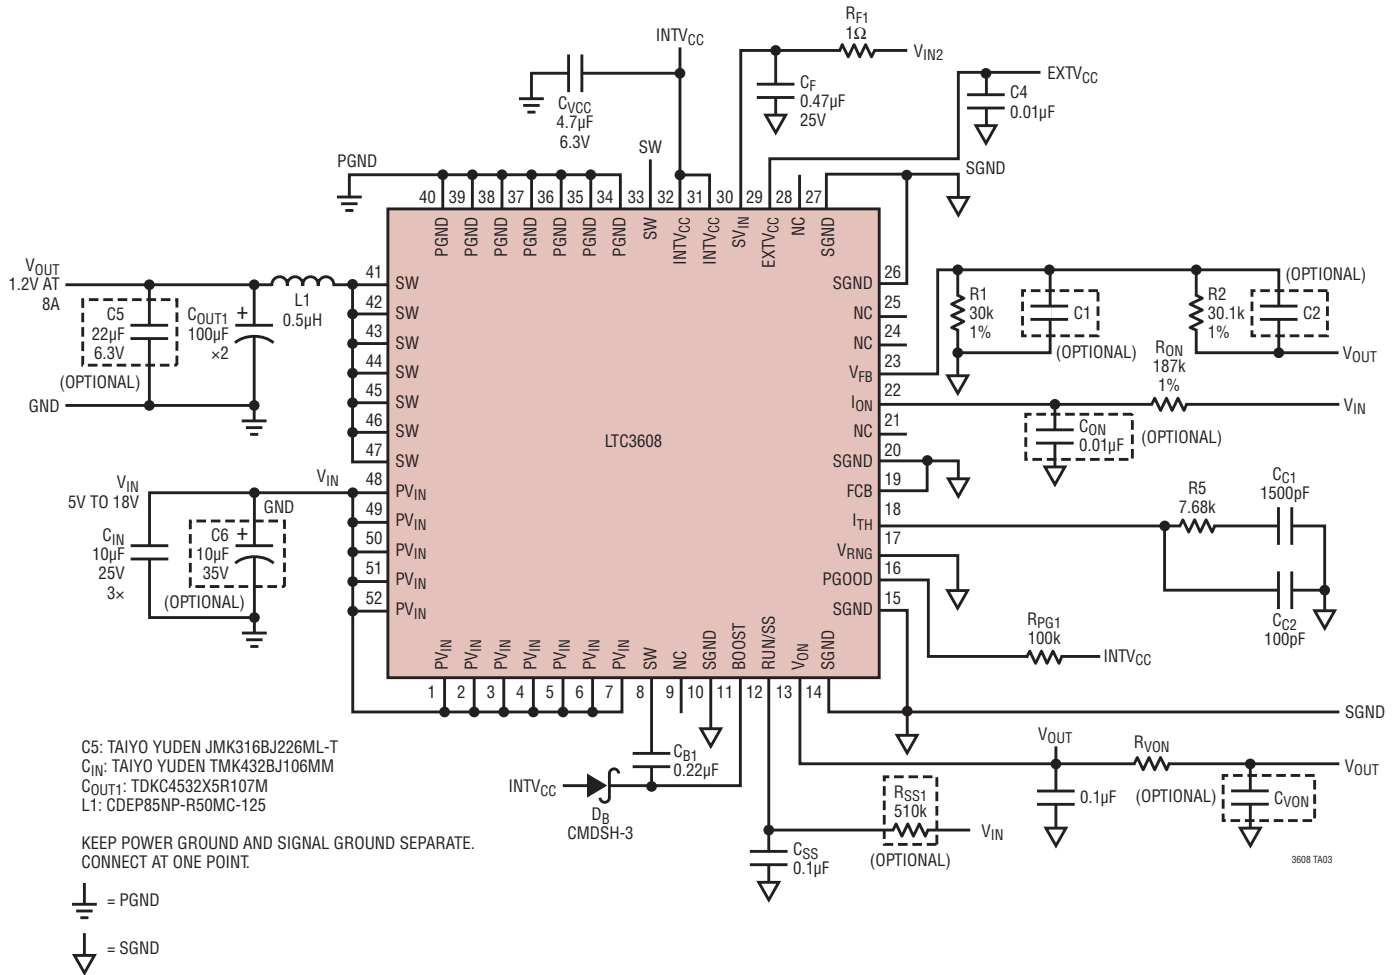 INTVCC
RF1
1Ω
VIN2
CVCC
4.7µF
6.3V
CF
0.47µF
25V
EXTVCC
C4
0.01µF
PGND
SW
SGND
40 39 38 37 36 35 34 33 32 31 30 29 28 27
PGND PGND PGND PGND PGND PGND PGND SW INTVCC INTVCC SVIN EXTVCC NC SGND
VOUT
1.2V AT
8A
C5
22µF
6.3V
(OPTIONAL)
COUT1
100µF
×2
+
L1
0.5µH
GND
41 SW
42 SW
43 SW
44 SW
45 SW
46 SW
47 SW
48 PVIN
49 PVIN
50 PVIN
51 PVIN
52 PVIN
LTC3608
SGND 26
NC 25
NC 24
VFB 23
ION 22
NC 21
SGND 20
FCB 19
ITH 18
VRNG 17
PGOOD 16
SGND 15
R1
30k
1%
C1
(OPTIONAL)
R2
30.1k
1%
(OPTIONAL)
C2
VOUT
RON
187k
1%
VIN
CON
0.01µF
(OPTIONAL)
R5
7.68k
CC1
1500pF
CC2
100pF
RPG1
100k
INTVCC
VIN
5V TO 18V
VIN
GND
CIN
10µF
25V
3×
C6
10µF
35V
+
(OPTIONAL)
PVIN PVIN PVIN PVIN PVIN PVIN PVIN SW NC SGND BOOST RUN/SS VON SGND
1 2 3 4 5 6 7 8 9 10 11 12 13 14
SGND
CB1
0.22µF
INTVCC
DB
CMDSH-3
VOUT
RVON
(OPTIONAL)
VOUT
0.1µF
CVON
RSS1
510k
(OPTIONAL)
VIN
CSS
0.1µF
C5: TAIYO YUDEN JMK316BJ226ML-T
CIN: TAIYO YUDEN TMK432BJ106MM
COUT1: TDKC4532X5R107M
L1: CDEP85NP-R50MC-125
KEEP POWER GROUND AND SIGNAL GROUND SEPARATE.
CONNECT AT ONE POINT.
= PGND
= SGND
3608 TA03